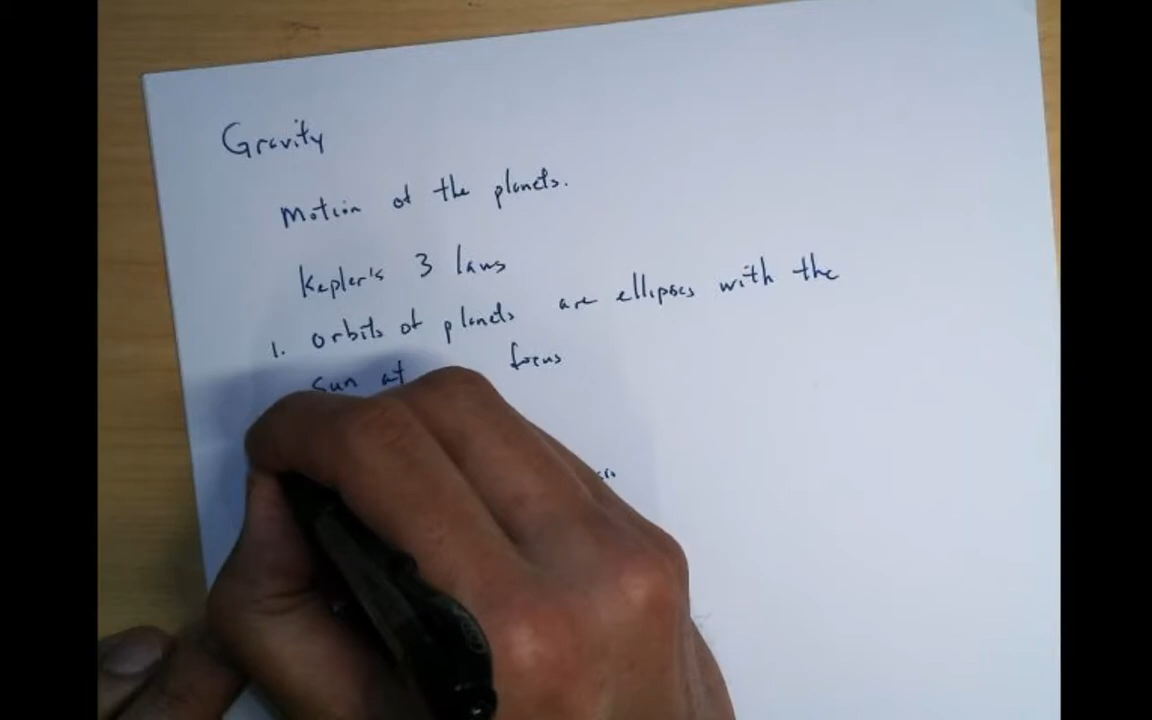 Gravity
Motion of the planets.
Kepler's 3 laws
1. Orbits of planets are ellipses with the
Sun at focus